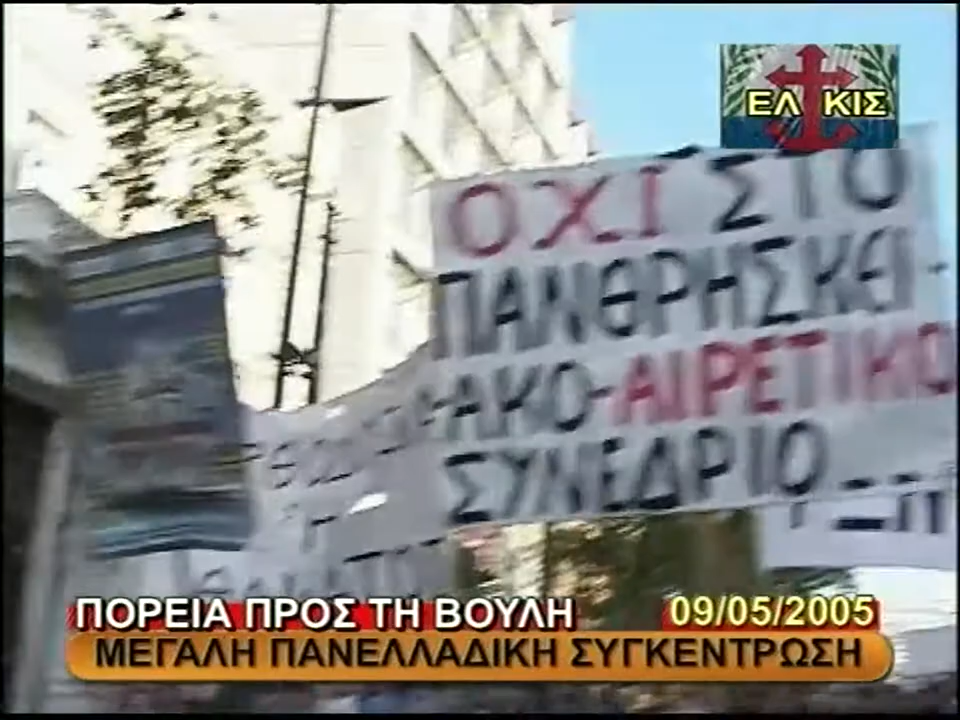 ΕΛ ΚΙΣ
ΟΧΙ ΣΤΟ
ΠΑΝΘΡΗΣΚΕΙ-
-ΑΚΟ-ΑΙΡΕΤΙΚΟ
ΣΥΝΕΔΡΙΟ
ΠΟΡΕΙΑ ΠΡΟΣ ΤΗ ΒΟΥΛΗ
09/05/2005
ΜΕΓΑΛΗ ΠΑΝΕΛΛΑΔΙΚΗ ΣΥΓΚΕΝΤΡΩΣΗ